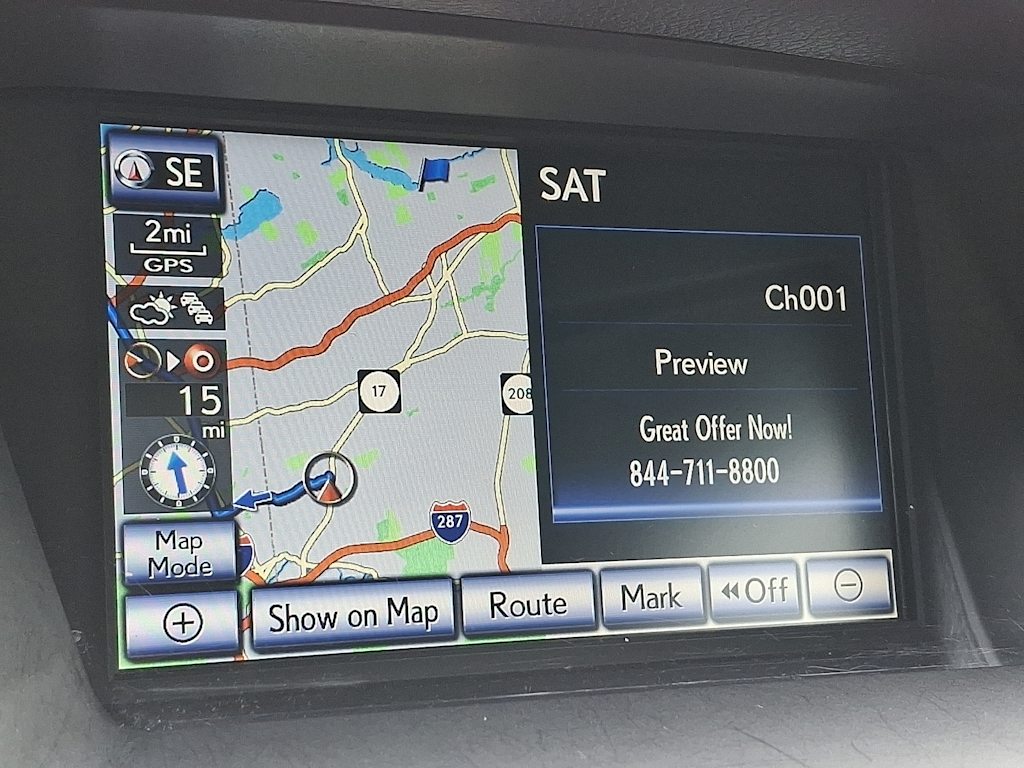 SE
2mi
GPS
15
mi
Map
Mode
17
208
287
SAT
Ch001
Preview
Great Offer Now!
844-711-8800
Show on Map
Route
Mark
Off